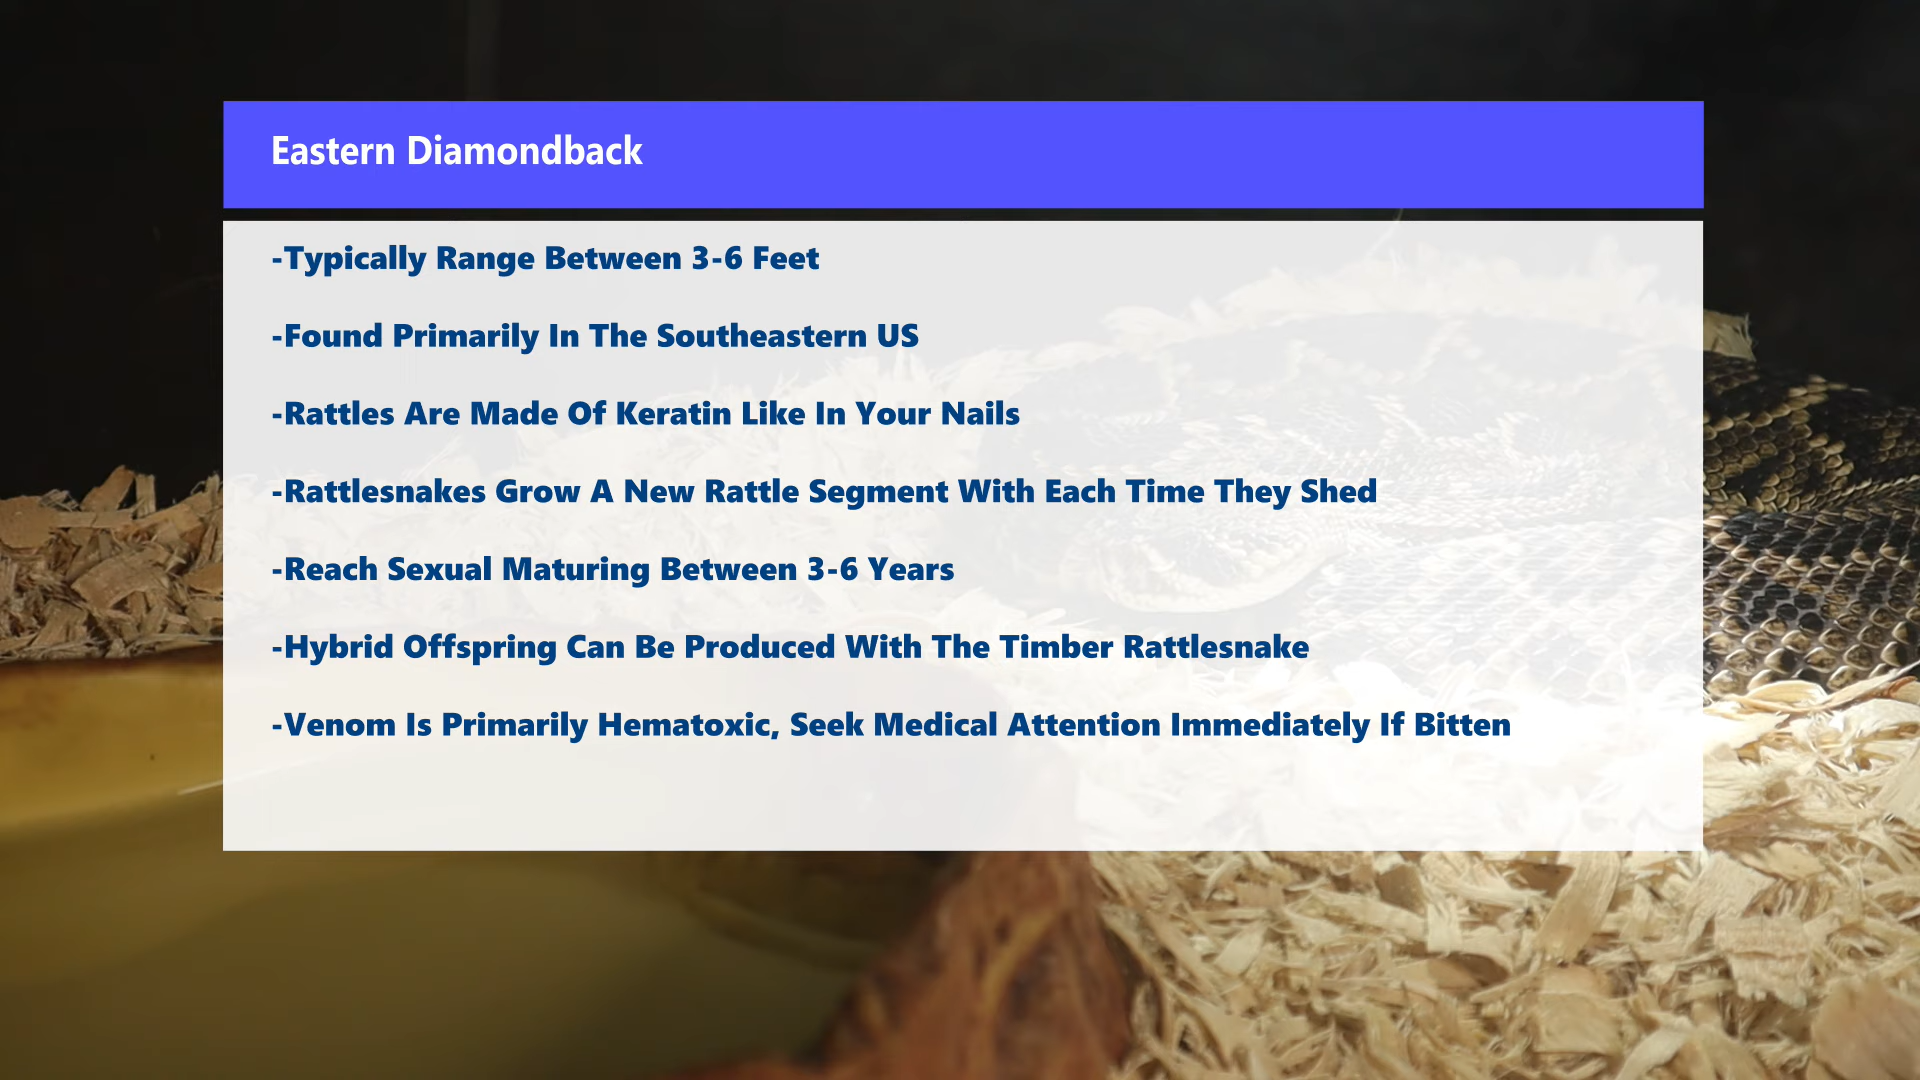 Eastern Diamondback
-Typically Range Between 3-6 Feet
-Found Primarily In The Southeastern US
-Rattles Are Made Of Keratin Like In Your Nails
-Rattlesnakes Grow A New Rattle Segment With Each Time They Shed
-Reach Sexual Maturing Between 3-6 Years
-Hybrid Offspring Can Be Produced With The Timber Rattlesnake
-Venom Is Primarily Hematoxic, Seek Medical Attention Immediately If Bitten